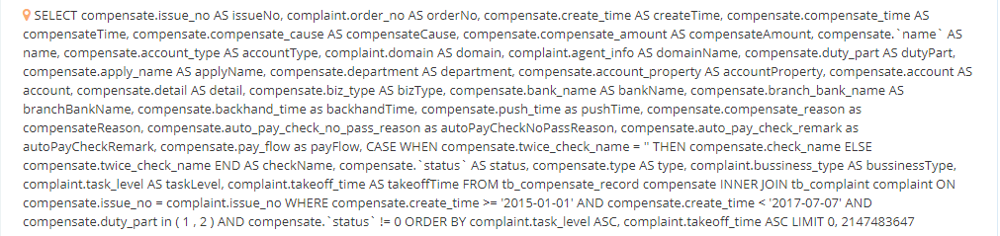 SELECT compensate.issue_no AS issueNo, complaint.order_no AS orderNo, compensate.create_time AS createTime, compensate.compensate_time AS
compensateTime, compensate.compensate_cause AS compensateCause, compensate.compensate_amount AS compensateAmount, compensate.`name` AS
name, compensate.account_type AS accountType, complaint.domain AS domain, complaint.agent_info AS domainName, compensate.duty_part AS dutyPart,
compensate.apply_name AS applyName, compensate.department AS department, compensate.account_property AS accountProperty, compensate.account AS
account, compensate.detail AS detail, compensate.biz_type AS bizType, compensate.bank_name AS bankName, compensate.branch_bank_name AS
branchBankName, compensate.backhand_time as backhandTime, compensate.push_time as pushTime, compensate.compensate_reason as
compensateReason, compensate.auto_pay_check_no_pass_reason as autoPayCheckNoPassReason, compensate.auto_pay_check_remark as
autoPayCheckRemark, compensate.pay_flow as payFlow, CASE WHEN compensate.twice_check_name = '' THEN compensate.check_name ELSE
compensate.twice_check_name END AS checkName, compensate.`status` AS status, compensate.type AS type, complaint.bussiness_type AS bussinessType,
complaint.task_level AS taskLevel, complaint.takeoff_time AS takeoffTime FROM tb_compensate_record compensate INNER JOIN tb_complaint complaint ON
compensate.issue_no = complaint.issue_no WHERE compensate.create_time >= '2015-01-01' AND compensate.create_time < '2017-07-07' AND
compensate.duty_part in ( 1 , 2 ) AND compensate.`status` != 0 ORDER BY complaint.task_level ASC, complaint.takeoff_time ASC LIMIT 0, 2147483647